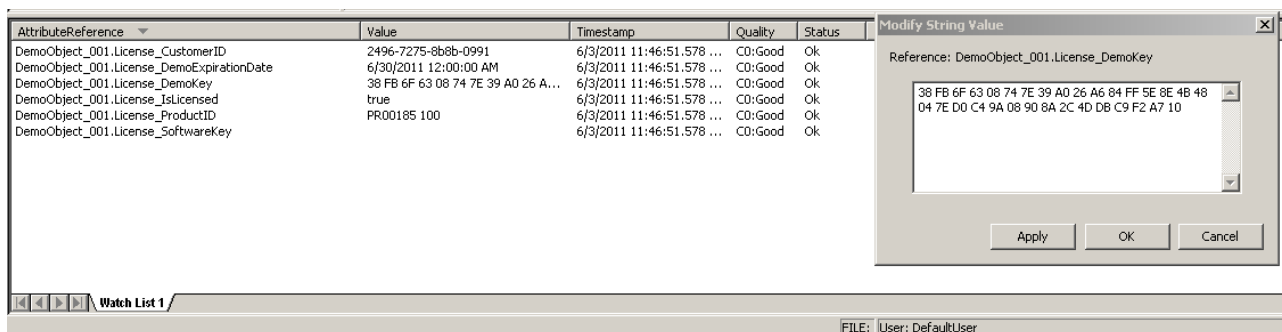 AttributeReference Value Timestamp Quality Status
DemoObject_001.License_CustomerID 2496-7275-8b8b-0991 6/3/2011 11:46:51.578 ... C0:Good Ok
DemoObject_001.License_DemoExpirationDate 6/30/2011 12:00:00 AM 6/3/2011 11:46:51.578 ... C0:Good Ok
DemoObject_001.License_DemoKey 38 FB 6F 63 08 74 7E 39 A0 26 A... 6/3/2011 11:46:51.578 ... C0:Good Ok
DemoObject_001.License_IsLicensed true 6/3/2011 11:46:51.578 ... C0:Good Ok
DemoObject_001.License_ProductID PR00185 100 6/3/2011 11:46:51.578 ... C0:Good Ok
DemoObject_001.License_SoftwareKey 6/3/2011 11:46:51.578 ... C0:Good Ok
Modify String Value
Reference: DemoObject_001.License_DemoKey
38 FB 6F 63 08 74 7E 39 A0 26 A6 84 FF 5E 8E 4B 48
04 7E D0 C4 9A 08 90 8A 2C 4D DB C9 F2 A7 10
Apply OK Cancel
Watch List 1
FILE: User: DefaultUser